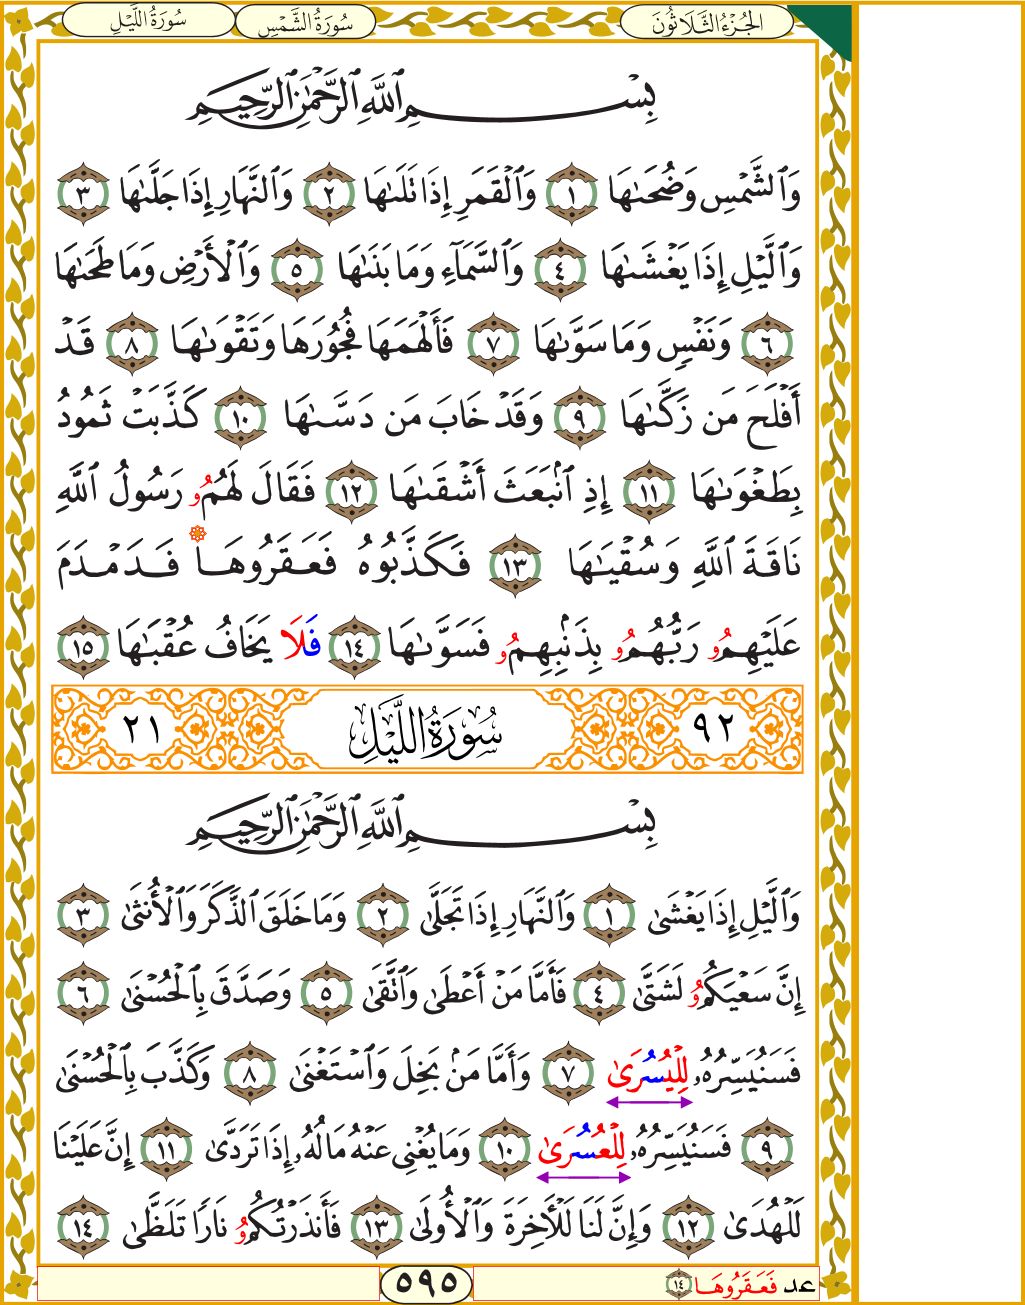 الجُزْءُ الثَّلَاثُونَ سُورَةُ الشَّمْسِ سُورَةُ اللَّيْلِ
بِسْمِ ٱللَّهِ ٱلرَّحْمَٰنِ ٱلرَّحِيمِ
وَٱلشَّمْسِ وَضُحَىٰهَا ١ وَٱلْقَمَرِ إِذَا تَلَىٰهَا ٢ وَٱلنَّهَارِ إِذَا جَلَّىٰهَا ٣
وَٱلَّيْلِ إِذَا يَغْشَىٰهَا ٤ وَٱلسَّمَآءِ وَمَا بَنَىٰهَا ٥ وَٱلْأَرْضِ وَمَا طَحَىٰهَا
٦ وَنَفْسٍ وَمَا سَوَّىٰهَا ٧ فَأَلْهَمَهَا فُجُورَهَا وَتَقْوَىٰهَا ٨ قَدْ
أَفْلَحَ مَن زَكَّىٰهَا ٩ وَقَدْ خَابَ مَن دَسَّىٰهَا ١٠ كَذَّبَتْ ثَمُودُ
بِطَغْوَىٰهَا ١١ إِذِ ٱنۢبَعَثَ أَشْقَىٰهَا ١٢ فَقَالَ لَهُمُۥ رَسُولُ ٱللَّهِ
نَاقَةَ ٱللَّهِ وَسُقْيَٰهَا ١٣ فَكَذَّبُوهُ فَعَقَرُوهَا فَدَمْدَمَ
عَلَيْهِمُۥ رَبُّهُمُۥ بِذَنۢبِهِمُۥ فَسَوَّىٰهَا ١٤ فَلَا يَخَافُ عُقْبَٰهَا ١٥
٩٢ سُورَةُ اللَّيْلِ ٢١
بِسْمِ ٱللَّهِ ٱلرَّحْمَٰنِ ٱلرَّحِيمِ
وَٱلَّيْلِ إِذَا يَغْشَىٰ ١ وَٱلنَّهَارِ إِذَا تَجَلَّىٰ ٢ وَمَا خَلَقَ ٱلذَّكَرَ وَٱلْأُنثَىٰ ٣
إِنَّ سَعْيَكُمُۥ لَشَتَّىٰ ٤ فَأَمَّا مَنْ أَعْطَىٰ وَٱتَّقَىٰ ٥ وَصَدَّقَ بِٱلْحُسْنَىٰ ٦
فَسَنُيَسِّرُهُۥ لِلْيُسُرَىٰ ٧ وَأَمَّا مَنۢ بَخِلَ وَٱسْتَغْنَىٰ ٨ وَكَذَّبَ بِٱلْحُسْنَىٰ
٩ فَسَنُيَسِّرُهُۥ لِلْعُسُرَىٰ ١٠ وَمَا يُغْنِي عَنْهُ مَالُهُۥٓ إِذَا تَرَدَّىٰٓ ١١ إِنَّ عَلَيْنَا
لَلْهُدَىٰ ١٢ وَإِنَّ لَنَا لَلْأٓخِرَةَ وَٱلْأُولَىٰ ١٣ فَأَنذَرْتُكُمُۥ نَارًا تَلَظَّىٰ ١٤
عد فَعَقَرُوهَا ١٤
٥٩٥